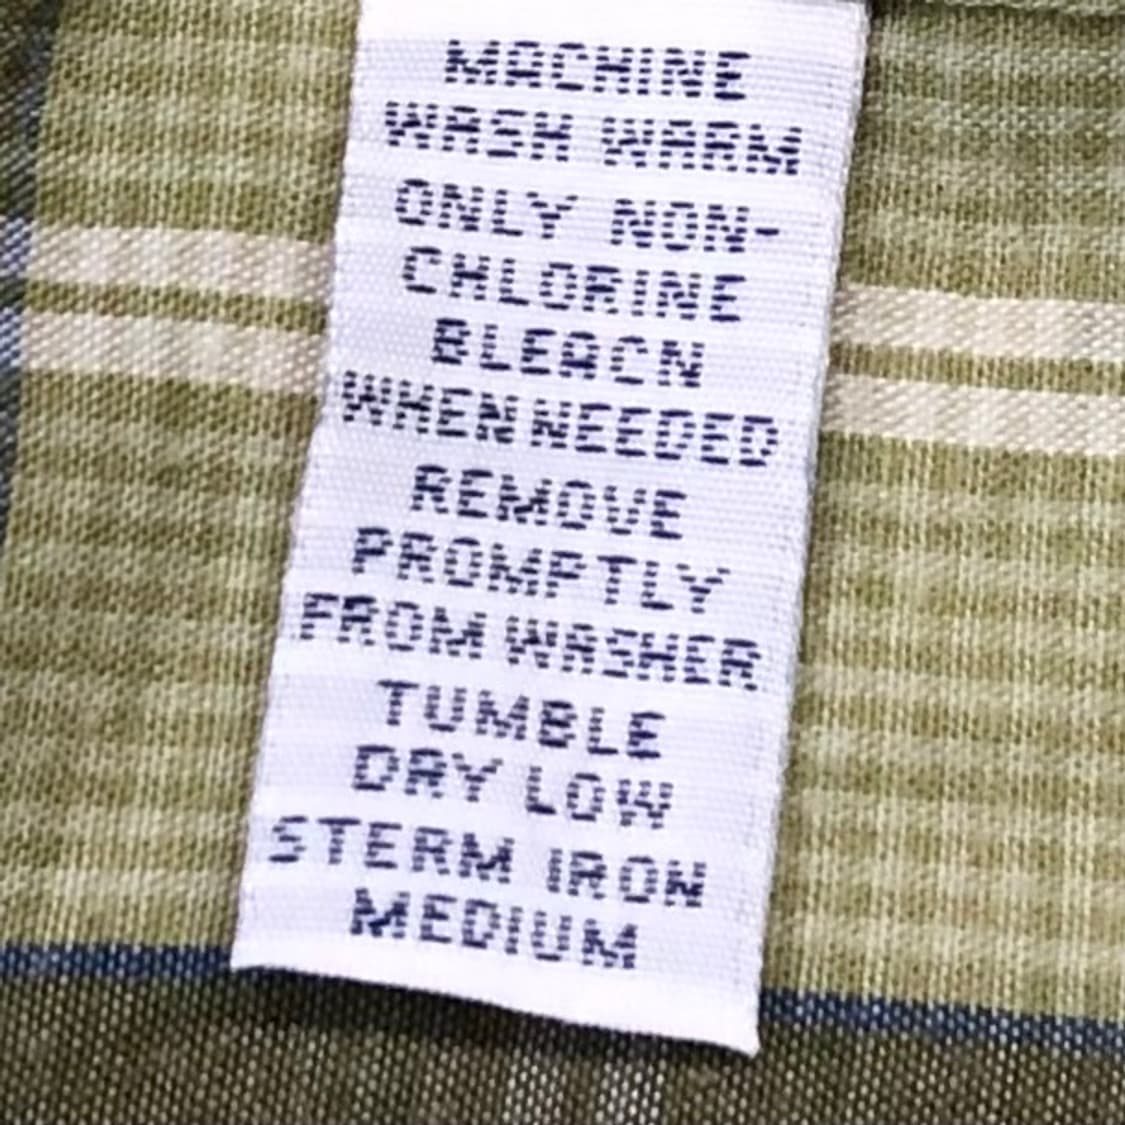 MACHINE
WASH WARM
ONLY NON-
CHLORINE
BLEACN
WHEN NEEDED
REMOVE
PROMPTLY
FROM WASHER
TUMBLE
DRY LOW
STERM IRON
MEDIUM